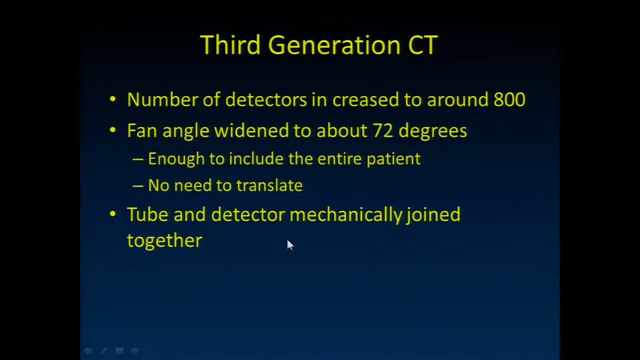 Third Generation CT
• Number of detectors in creased to around 800
• Fan angle widened to about 72 degrees
– Enough to include the entire patient
– No need to translate
• Tube and detector mechanically joined
together